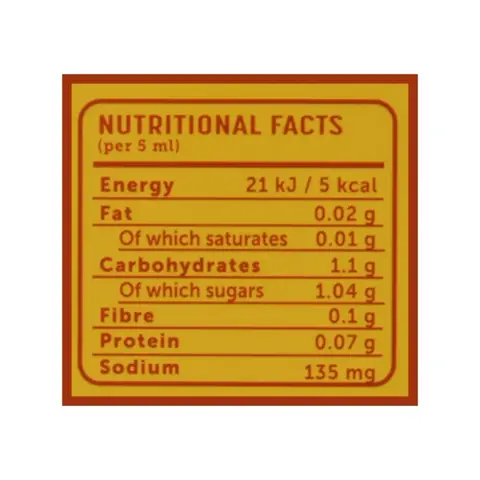 NUTRITIONAL FACTS
(per 5 ml)
Energy 21 kJ / 5 kcal
Fat 0.02 g
Of which saturates 0.01 g
Carbohydrates 1.1 g
Of which sugars 1.04 g
Fibre 0.1 g
Protein 0.07 g
Sodium 135 mg